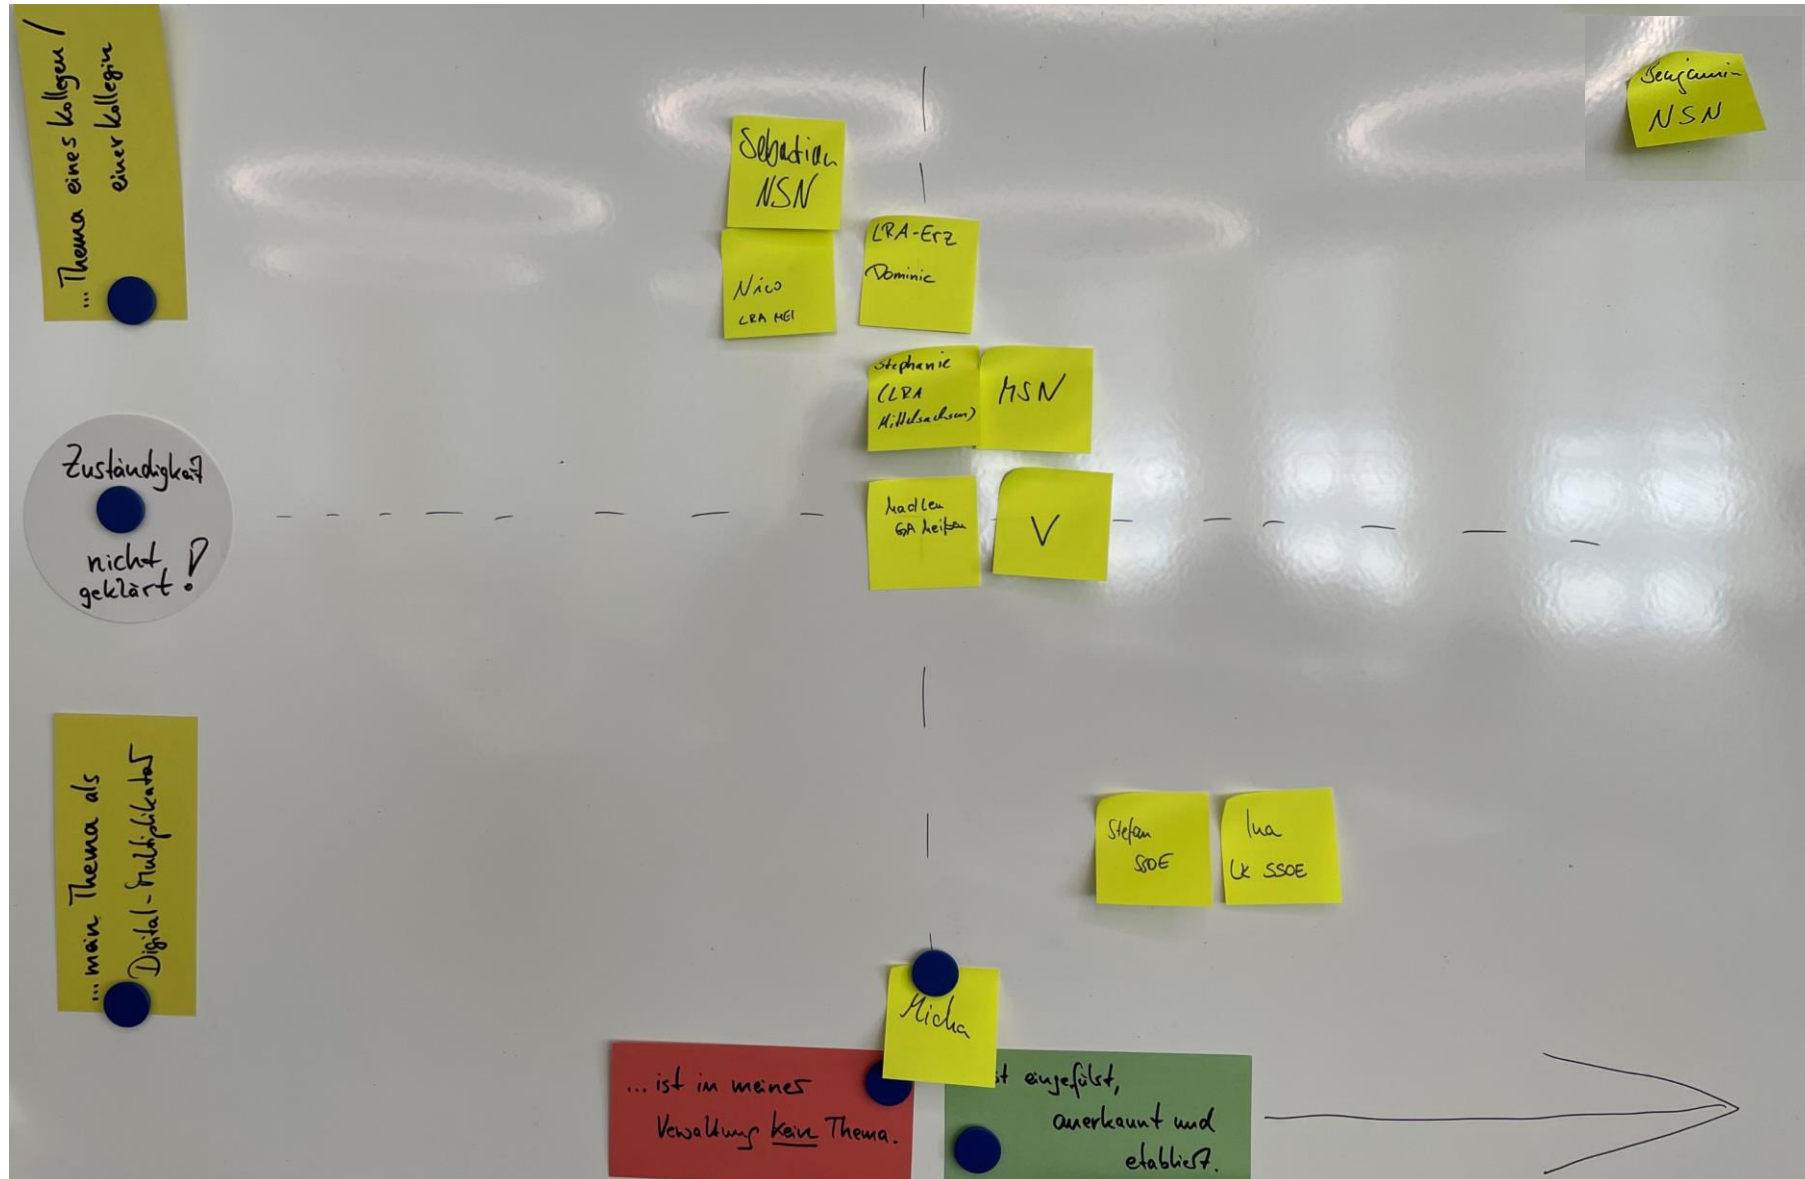 ... Thema eines Kollegen /
einer Kollegin
Benjamin
NSN
Sebastian
NSN
LRA-Erz
Dominic
Nico
LRA MEI
Stephanie
(LRA
Mittelsachsen)
MSN
Zuständigkeit
nicht
geklärt!
Madlen
Meißen
V
... mein Thema als
Digital-Multiplikator
Stefan
SSOE
Ina
LK SSOE
Micha
... ist in meiner
Verwaltung kein Thema.
st eingeführt,
anerkannt und
etabliert.